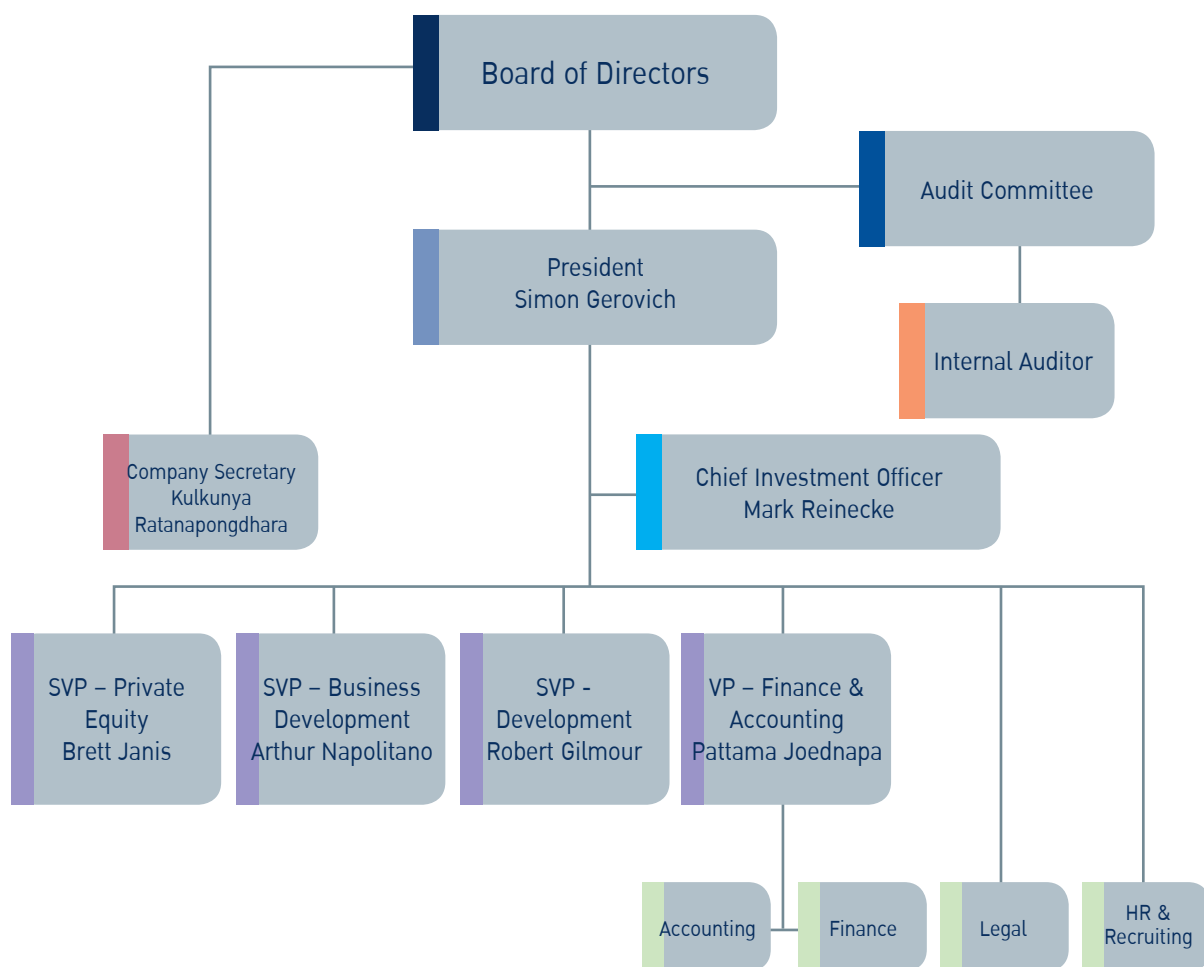 Board of Directors
Audit Committee
President
Simon Gerovich
Internal Auditor
Company Secretary
Kulkunya
Ratanapongdhara
Chief Investment Officer
Mark Reinecke
SVP – Private
Equity
Brett Janis
SVP – Business
Development
Arthur Napolitano
SVP -
Development
Robert Gilmour
VP – Finance &
Accounting
Pattama Joednapa
Accounting
Finance
Legal
HR &
Recruiting